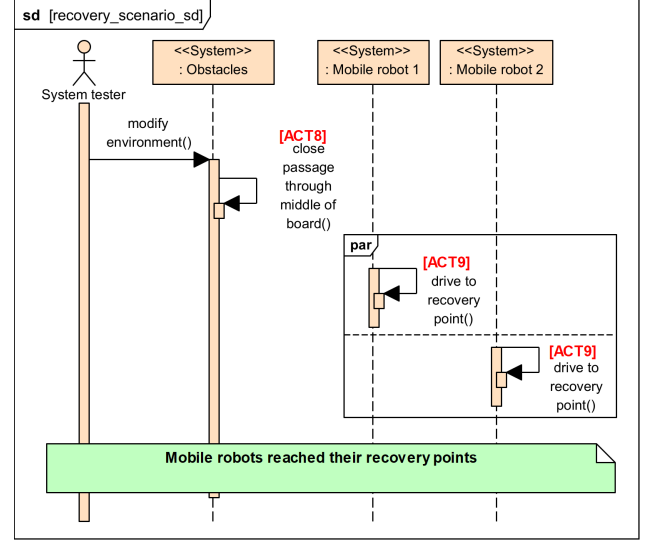 sd [recovery_scenario_sd]
<<System>>
: Obstacles
<<System>>
: Mobile robot 1
<<System>>
: Mobile robot 2
System tester
modify
environment()
[ACT8]
close
passage
through
middle of
board()
par
[ACT9]
drive to
recovery
point()
[ACT9]
drive to
recovery
point()
Mobile robots reached their recovery points